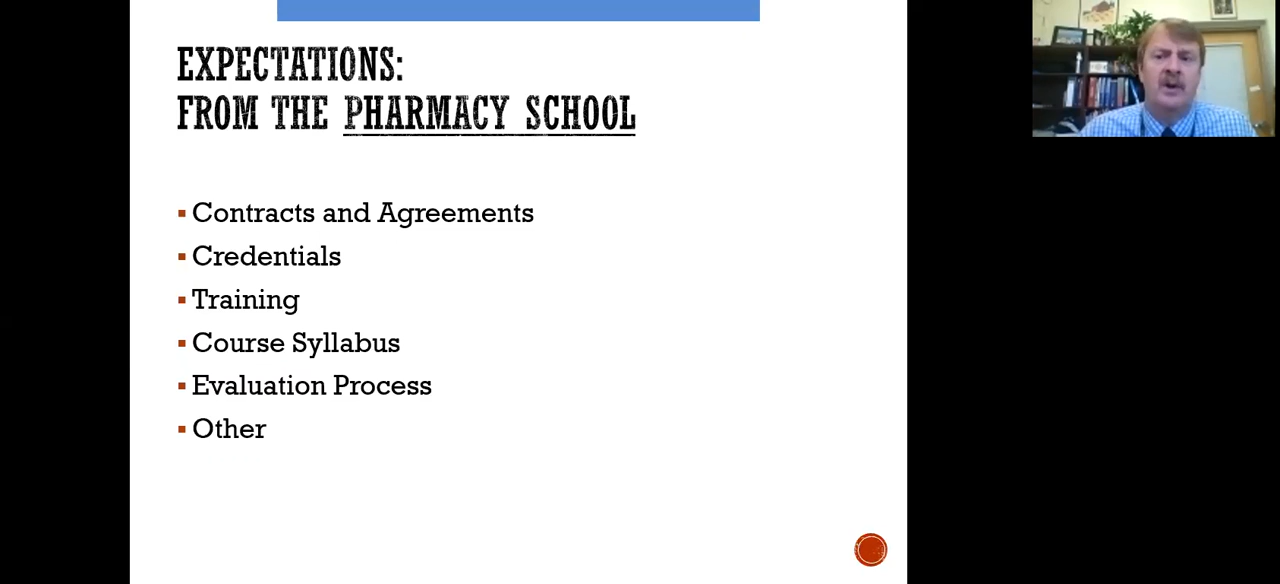 EXPECTATIONS:
FROM THE PHARMACY SCHOOL
Contracts and Agreements
Credentials
Training
Course Syllabus
Evaluation Process
Other